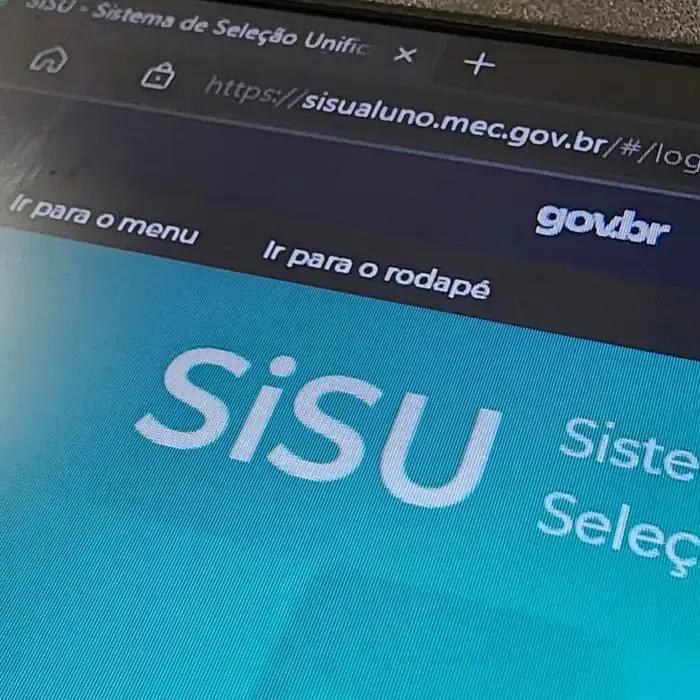 SiSU - Sistema de Seleção Unific
https://sisualuno.mec.gov.br/#/log
gov.br
Ir para o menu Ir para o rodapé
SiSU
Siste
Seleç